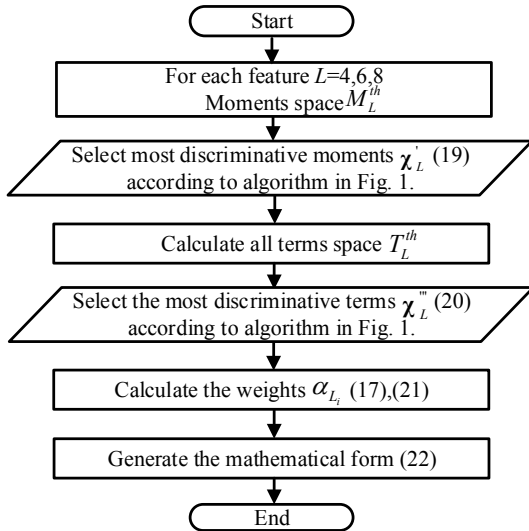 Start
For each feature L=4,6,8
Moments space M_L^th
Select most discriminative moments χ_L^' (19)
according to algorithm in Fig. 1.
Calculate all terms space T_L^th
Select the most discriminative terms χ_L^''' (20)
according to algorithm in Fig. 1.
Calculate the weights α_{L_i} (17),(21)
Generate the mathematical form (22)
End